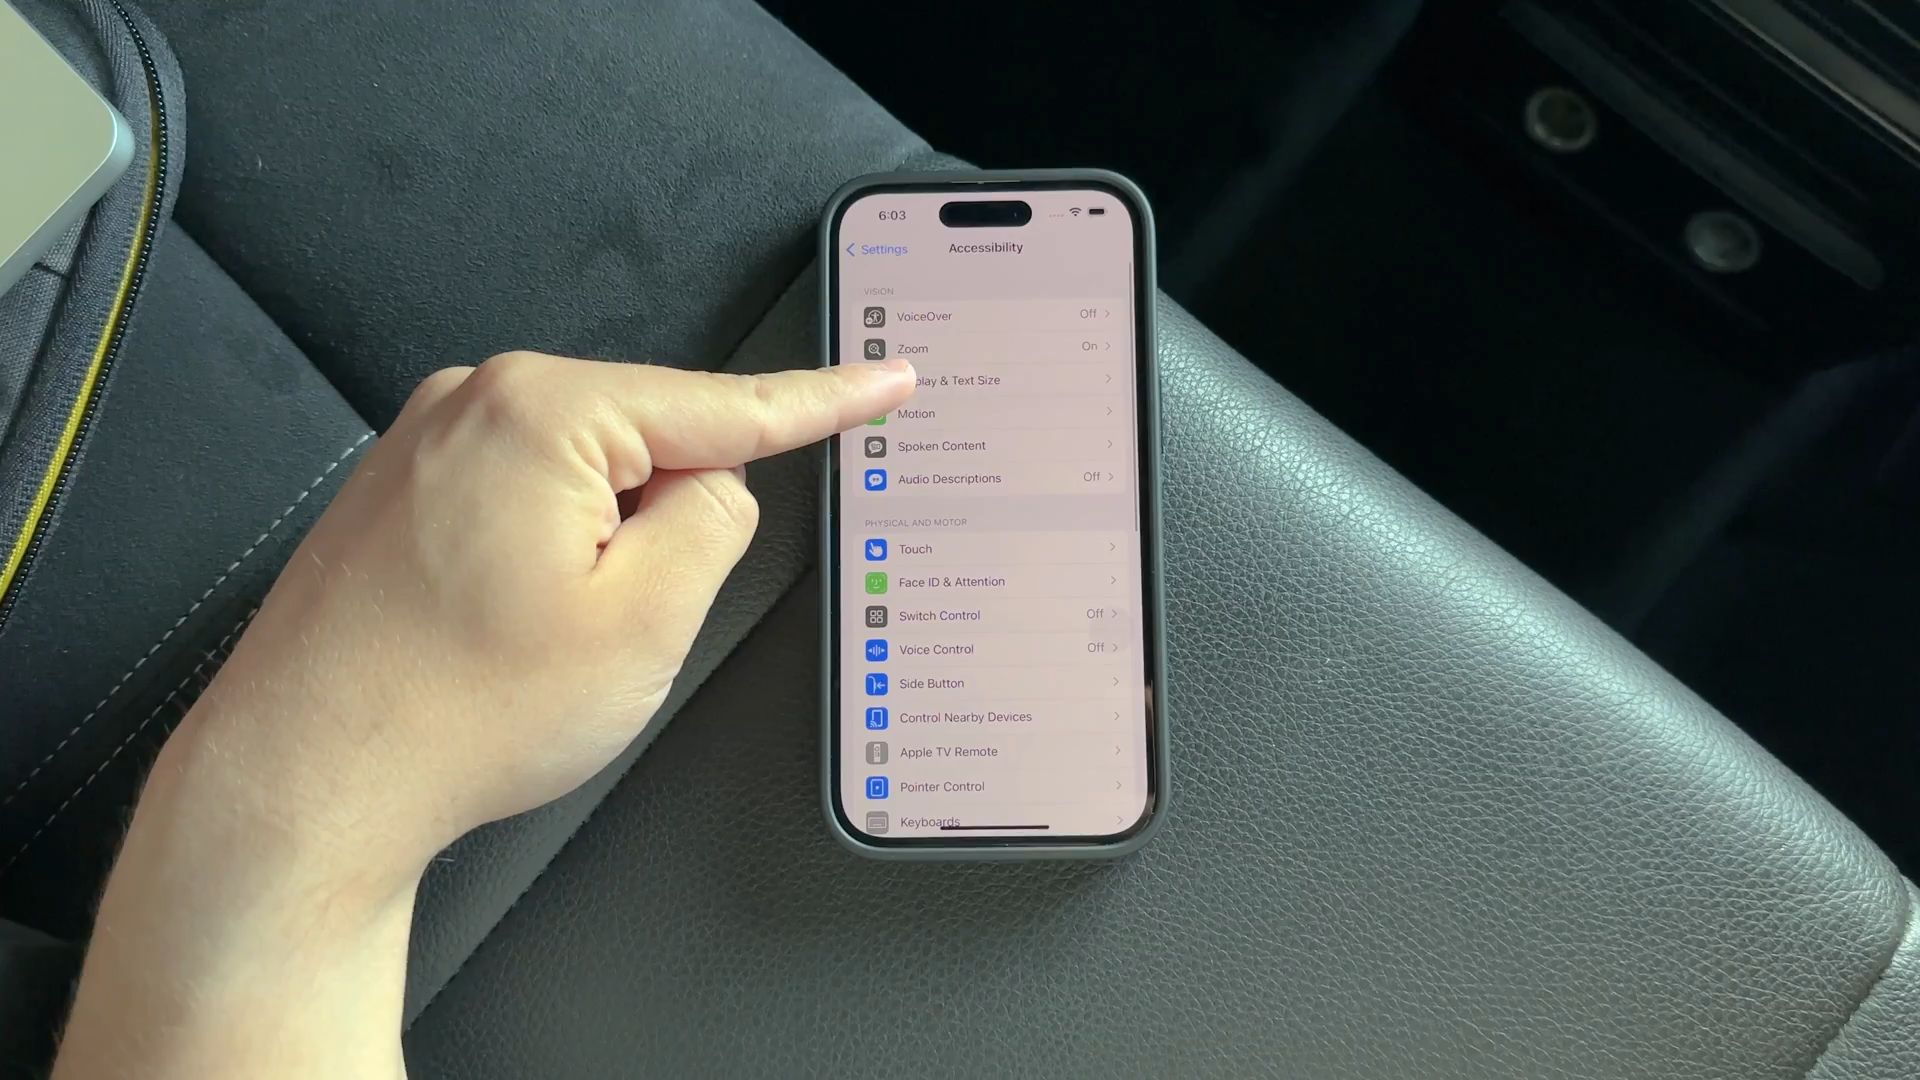 6:03
Settings
Accessibility
VISION
VoiceOver Off
Zoom On
play & Text Size
Motion
Spoken Content
Audio Descriptions Off
PHYSICAL AND MOTOR
Touch
Face ID & Attention
Switch Control Off
Voice Control Off
Side Button
Control Nearby Devices
Apple TV Remote
Pointer Control
Keyboards